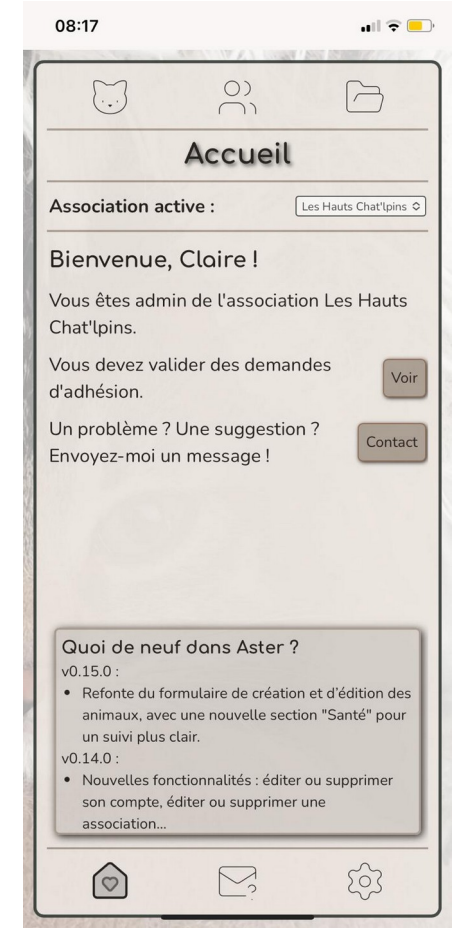 08:17
Accueil
Association active :
Les Hauts Chat'lpins
Bienvenue, Claire !
Vous êtes admin de l'association Les Hauts
Chat'lpins.
Vous devez valider des demandes
d'adhésion.
Voir
Un problème ? Une suggestion ?
Envoyez-moi un message !
Contact
Quoi de neuf dans Aster ?
v0.15.0 :
• Refonte du formulaire de création et d'édition des
animaux, avec une nouvelle section "Santé" pour
un suivi plus clair.
v0.14.0 :
• Nouvelles fonctionnalités : éditer ou supprimer
son compte, éditer ou supprimer une
association...